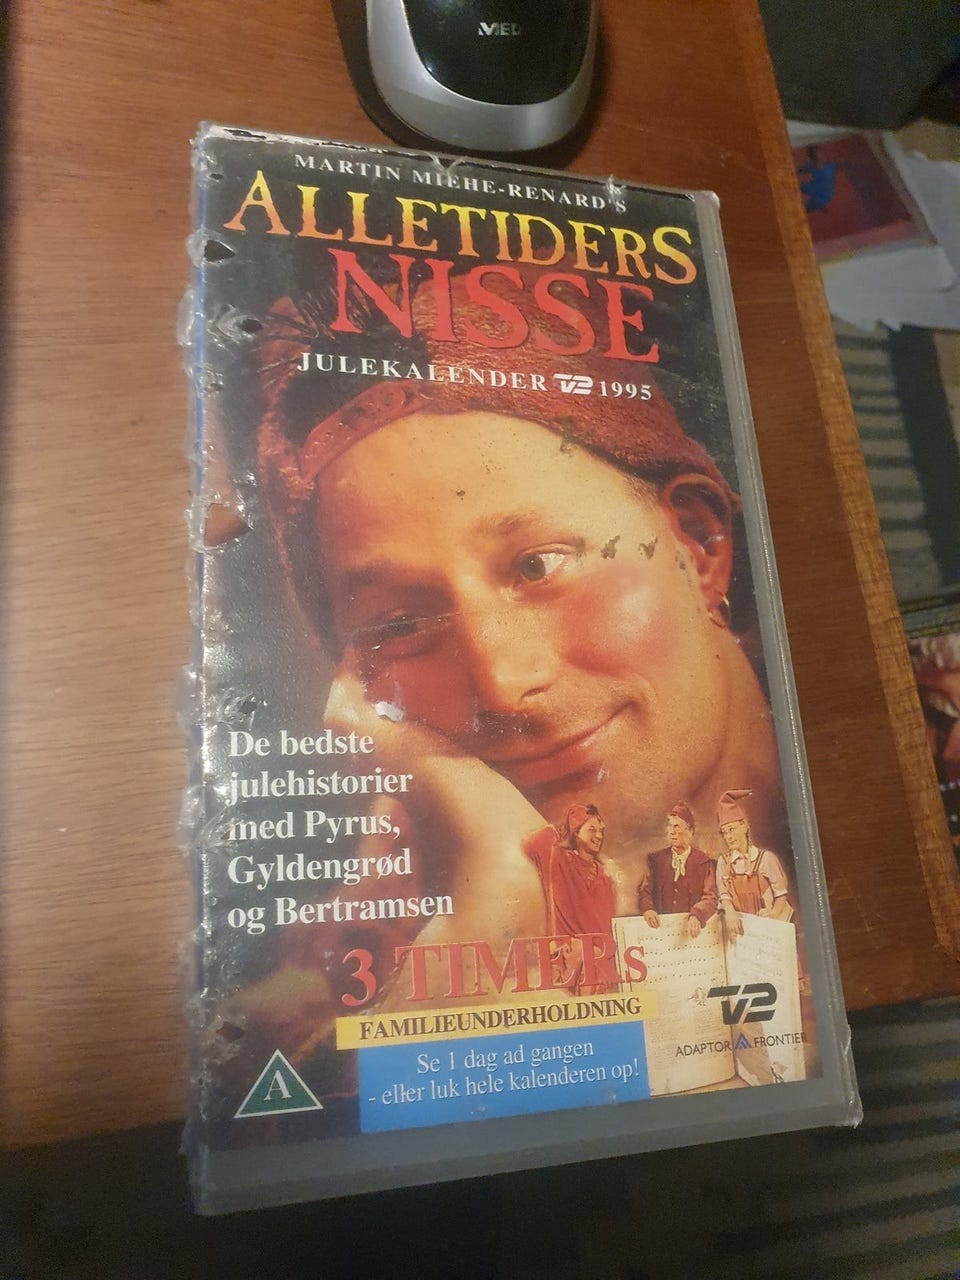 MARTIN MIEHE-RENARD'S
ALLETIDERS
NISSE
JULEKALENDER TV2 1995
De bedste
julehistorier
med Pyrus,
Gyldengrød
og Bertramsen
3 TIMERs
FAMILIEUNDERHOLDNING
Se 1 dag ad gangen
- eller luk hele kalenderen op!
A
TV2
ADAPTOR FRONTIER